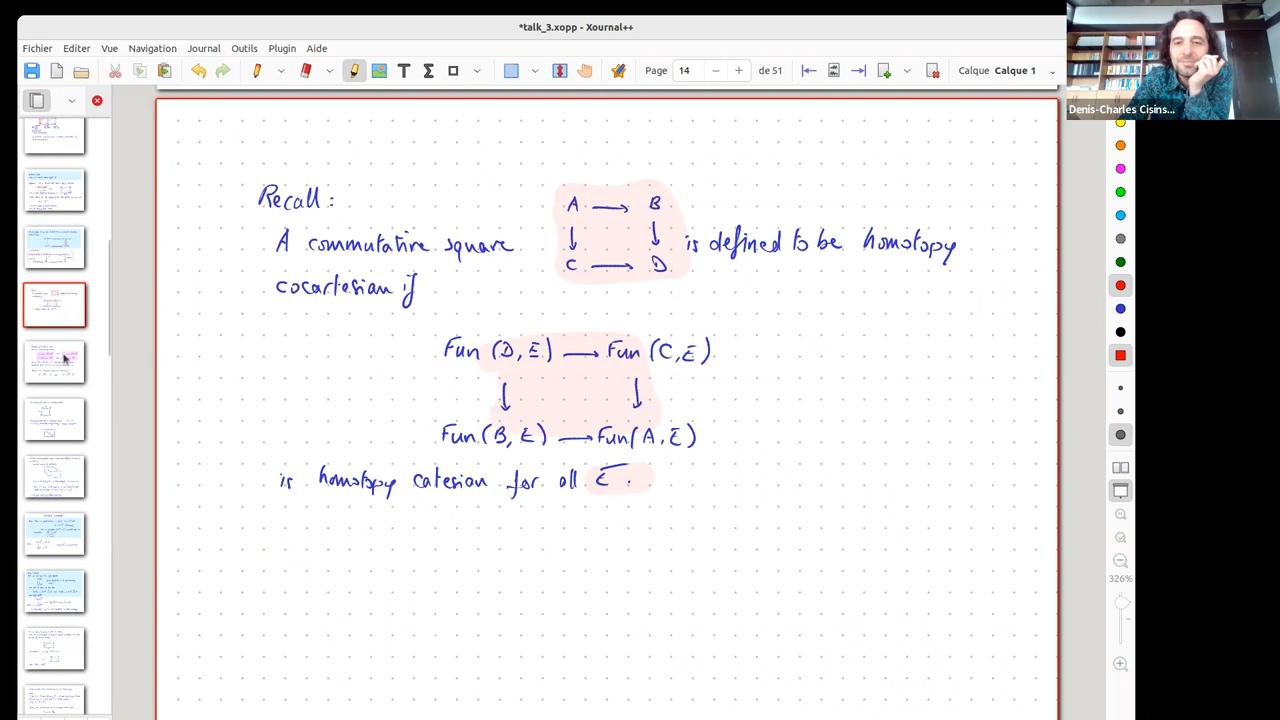 *talk_3.xopp - Xournal++
Fichier Editer Vue Navigation Journal Outils Plugin Aide
Page 14 de 51 Calque Calque 1
Denis-Charles Cisins...
Recall :
A → B
A commutative square is defined to be homotopy
C → D
cocartesian if
Fun (D, E) → Fun (C, E)
↓ ↓
Fun (B, E) → Fun (A, E)
is homotopy catesian for all E .
326%